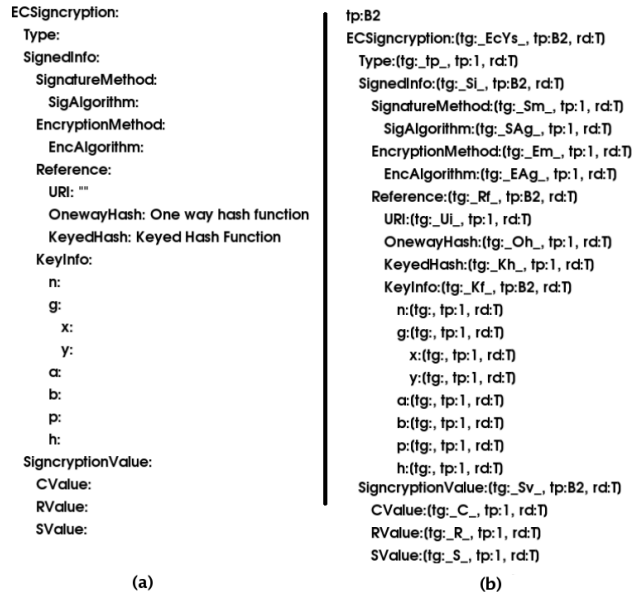 ECSigncryption:
Type:
SignedInfo:
SignatureMethod:
SigAlgorithm:
EncryptionMethod:
EncAlgorithm:
Reference:
URI: ""
OnewayHash: One way hash function
KeyedHash: Keyed Hash Function
KeyInfo:
n:
g:
x:
y:
a:
b:
p:
h:
SigncryptionValue:
CValue:
RValue:
SValue:
(a)
tp:B2
ECSigncryption:(tg:_EcYs_, tp:B2, rd:T)
Type:(tg:_tp_, tp:1, rd:T)
SignedInfo:(tg:_Si_, tp:B2, rd:T)
SignatureMethod:(tg:_Sm_, tp:1, rd:T)
SigAlgorithm:(tg:_SAg_, tp:1, rd:T)
EncryptionMethod:(tg:_Em_, tp:1, rd:T)
EncAlgorithm:(tg:_EAg_, tp:1, rd:T)
Reference:(tg:_Rf_, tp:B2, rd:T)
URI:(tg:_Ui_, tp:1, rd:T)
OnewayHash:(tg:_Oh_, tp:1, rd:T)
KeyedHash:(tg:_Kh_, tp:1, rd:T)
KeyInfo:(tg:_Kf_, tp:B2, rd:T)
n:(tg:, tp:1, rd:T)
g:(tg:, tp:1, rd:T)
x:(tg:, tp:1, rd:T)
y:(tg:, tp:1, rd:T)
a:(tg:, tp:1, rd:T)
b:(tg:, tp:1, rd:T)
p:(tg:, tp:1, rd:T)
h:(tg:, tp:1, rd:T)
SigncryptionValue:(tg:_Sv_, tp:B2, rd:T)
CValue:(tg:_C_, tp:1, rd:T)
RValue:(tg:_R_, tp:1, rd:T)
SValue:(tg:_S_, tp:1, rd:T)
(b)